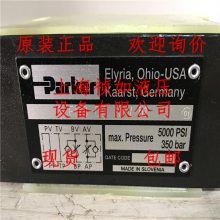 原装正品 欢迎询价
Parker
Elyria, Ohio-USA
Kaarst, Germany
设备有限公司
PV TV BV AV
max. Pressure
5000 PSI
350 bar
DATE CODE
现货
包邮
MADE IN SLOVENIA